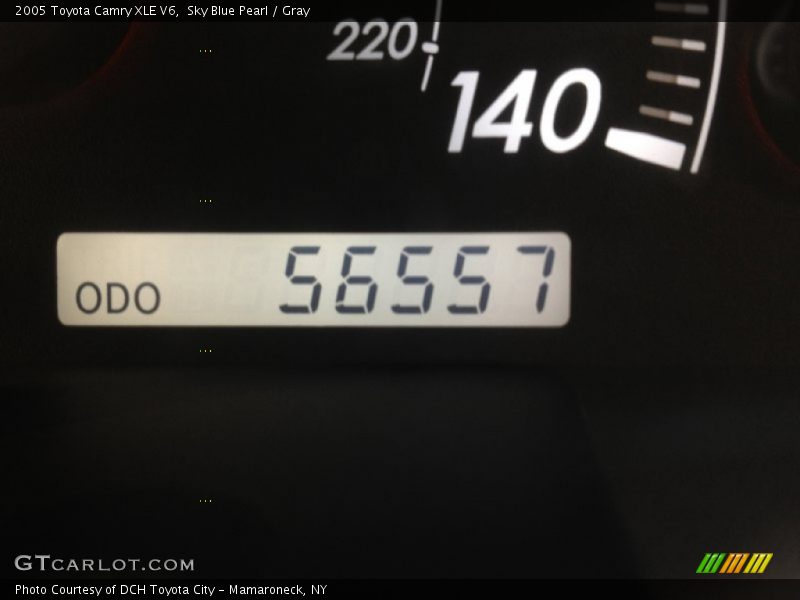 2005 Toyota Camry XLE V6,  Sky Blue Pearl / Gray
220
140
ODO 56557
GTCARLOT.COM
Photo Courtesy of DCH Toyota City - Mamaroneck, NY